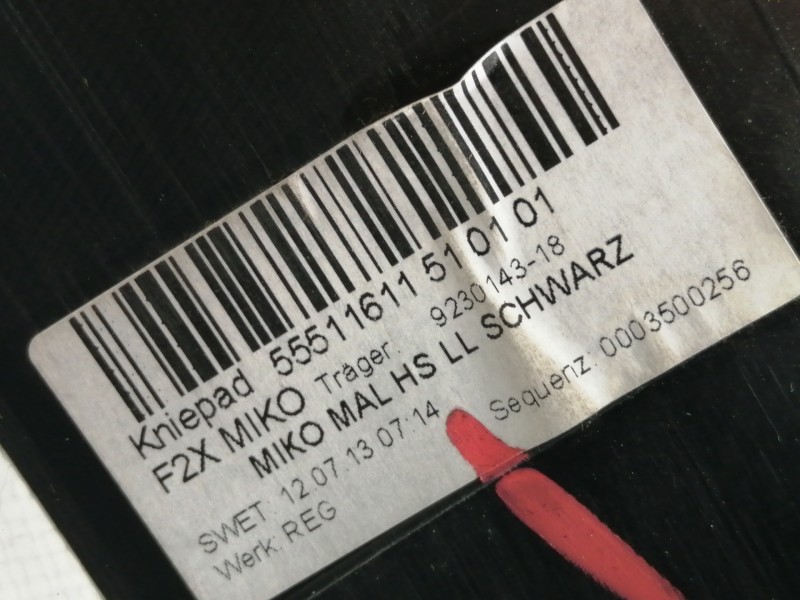 Kniepad 55511611 51 01 01
F2X MIKO Träger: 9230143-18
MIKO MAL HS LL SCHWARZ
SWET: 12.07.13 07:14 Sequenz: 0003500256
Werk: REG